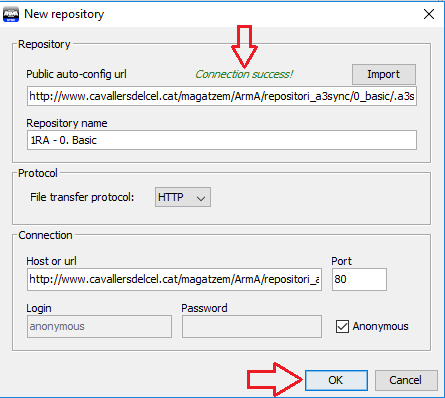 New repository
Repository
Public auto-config url Connection success! Import
http://www.cavallersdelcel.cat/magatzem/ArmA/repositori_a3sync/0_basic/.a3s
Repository name
1RA - 0. Basic
Protocol
File transfer protocol: HTTP
Connection
Host or url Port
http://www.cavallersdelcel.cat/magatzem/ArmA/repositori_a 80
Login Password
anonymous Anonymous
OK Cancel